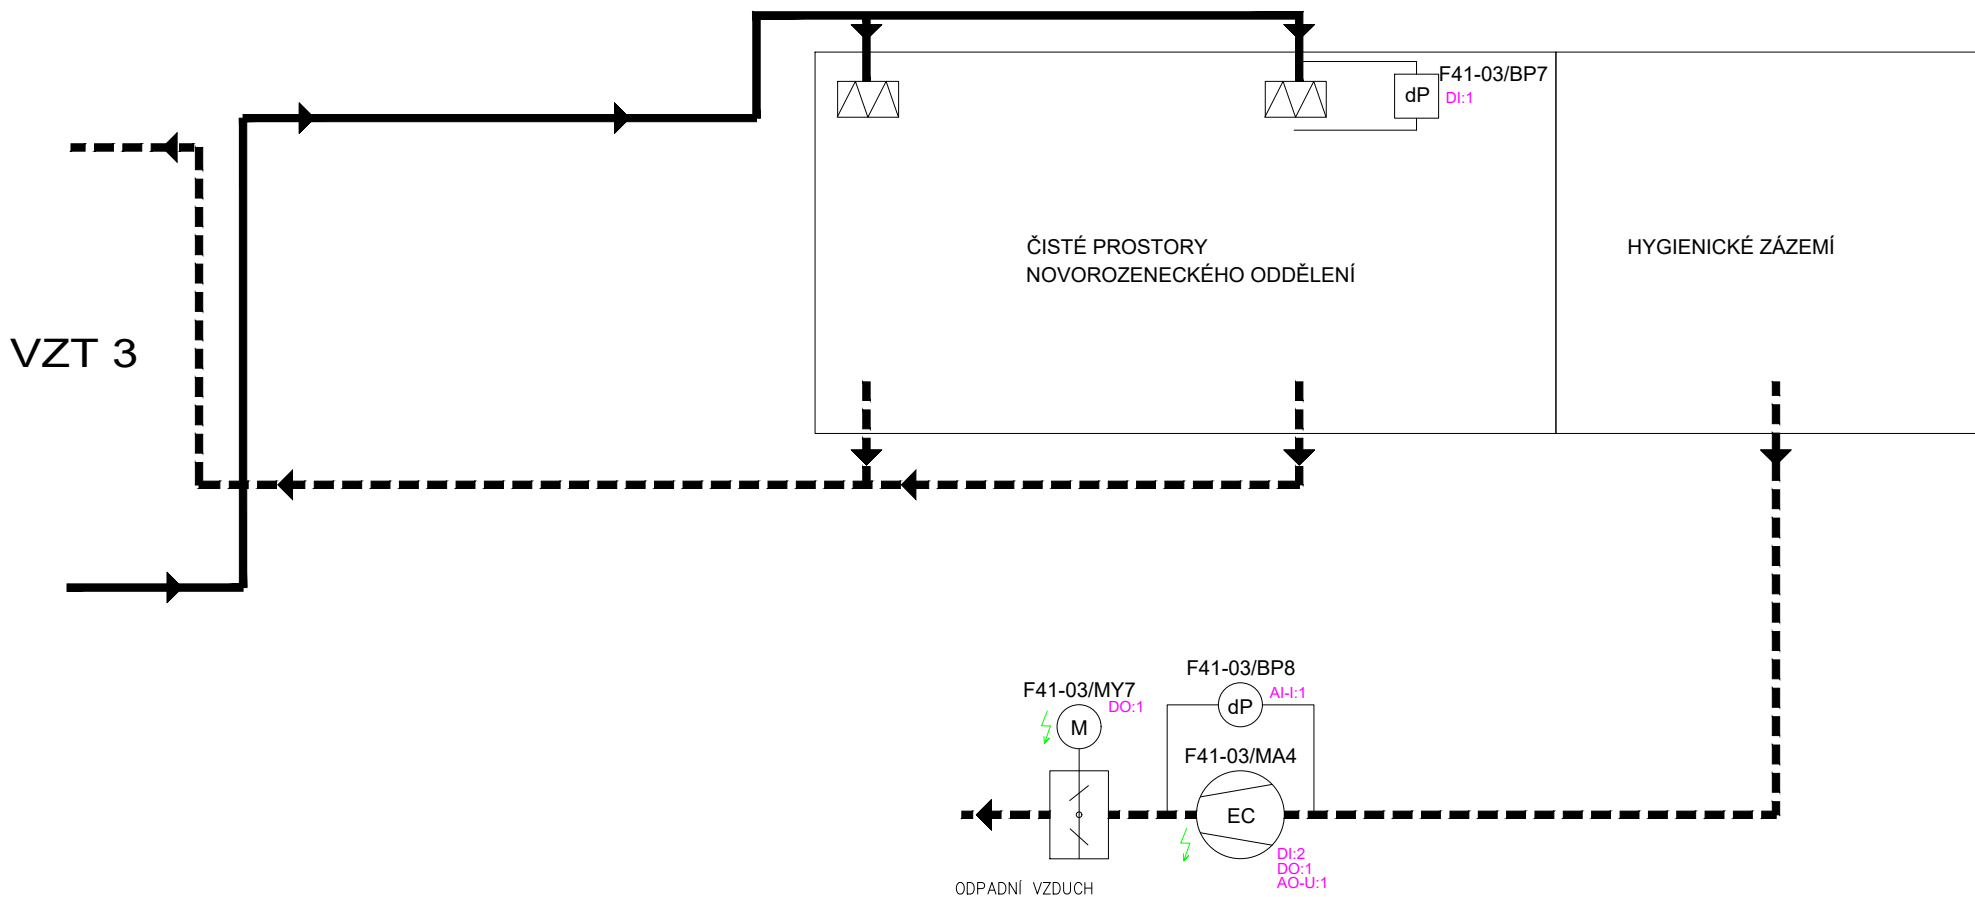 F41-03/BP7
dP
DI:1
ČISTÉ PROSTORY
NOVOROZENECKÉHO ODDĚLENÍ
HYGIENICKÉ ZÁZEMÍ
VZT 3
F41-03/BP8
AI-I:1
dP
F41-03/MY7
DO:1
M
F41-03/MA4
EC
DI:2
DO:1
AO-U:1
ODPADNÍ VZDUCH